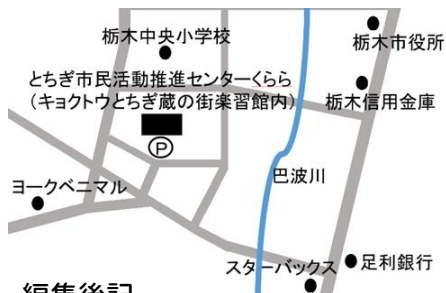 栃木中央小学校
栃木市役所
とちぎ市民活動推進センターくらら
(キョクトウとちぎ蔵の街楽習館内)
栃木信用金庫
P
ヨークベニマル
巴波川
足利銀行
スターバックス
編集後記